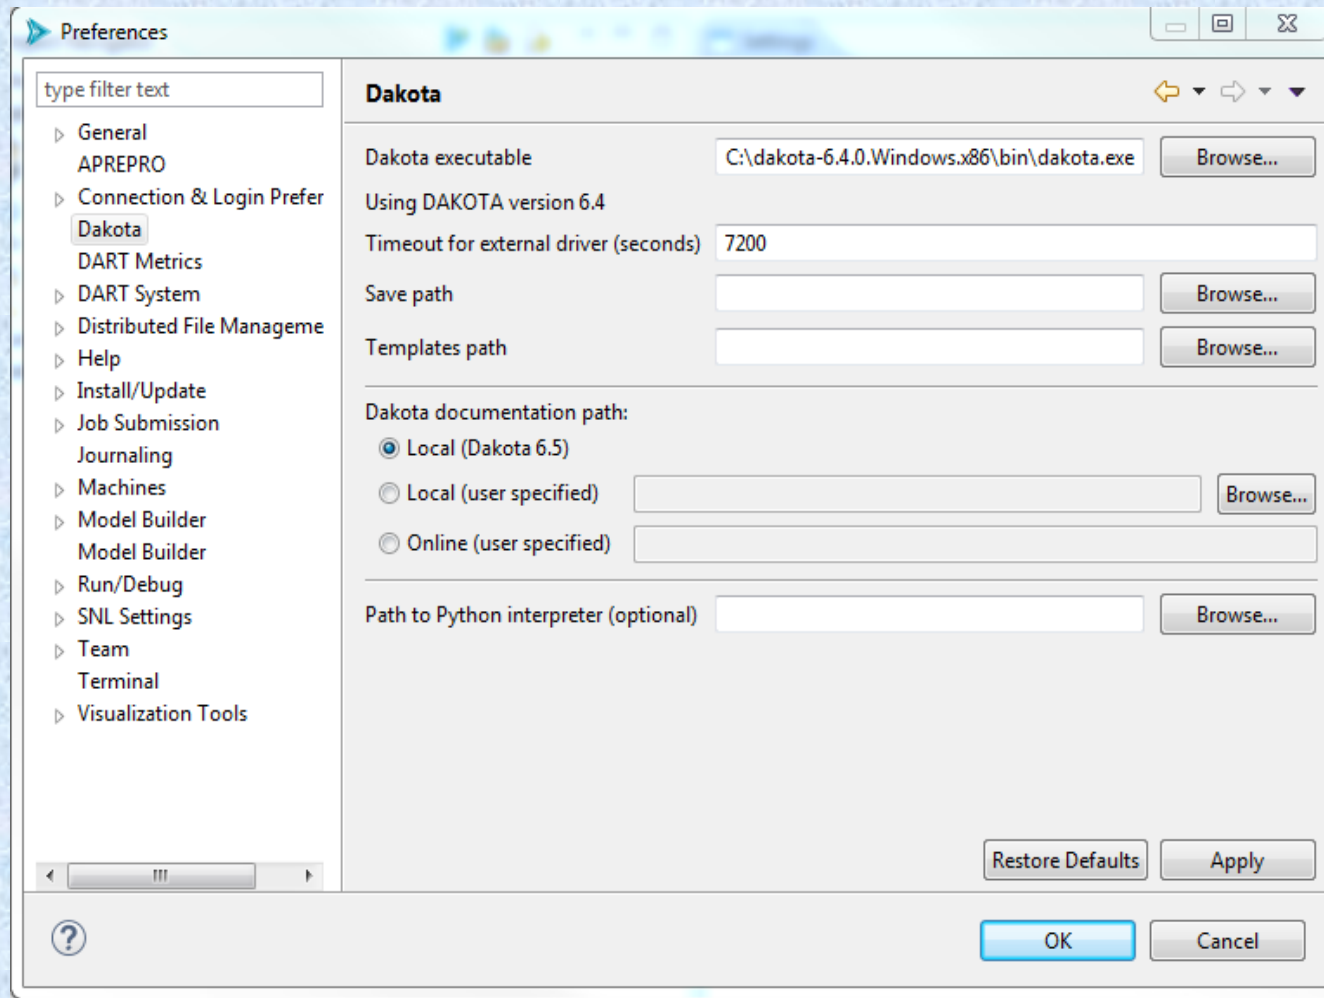 Preferences
type filter text
General
APREPRO
Connection & Login Prefer
Dakota
DART Metrics
DART System
Distributed File Manageme
Help
Install/Update
Job Submission
Journaling
Machines
Model Builder
Model Builder
Run/Debug
SNL Settings
Team
Terminal
Visualization Tools
Dakota
Dakota executable C:\dakota-6.4.0.Windows.x86\bin\dakota.exe Browse...
Using DAKOTA version 6.4
Timeout for external driver (seconds) 7200
Save path Browse...
Templates path Browse...
Dakota documentation path:
Local (Dakota 6.5)
Local (user specified) Browse...
Online (user specified)
Path to Python interpreter (optional) Browse...
Restore Defaults Apply
OK Cancel